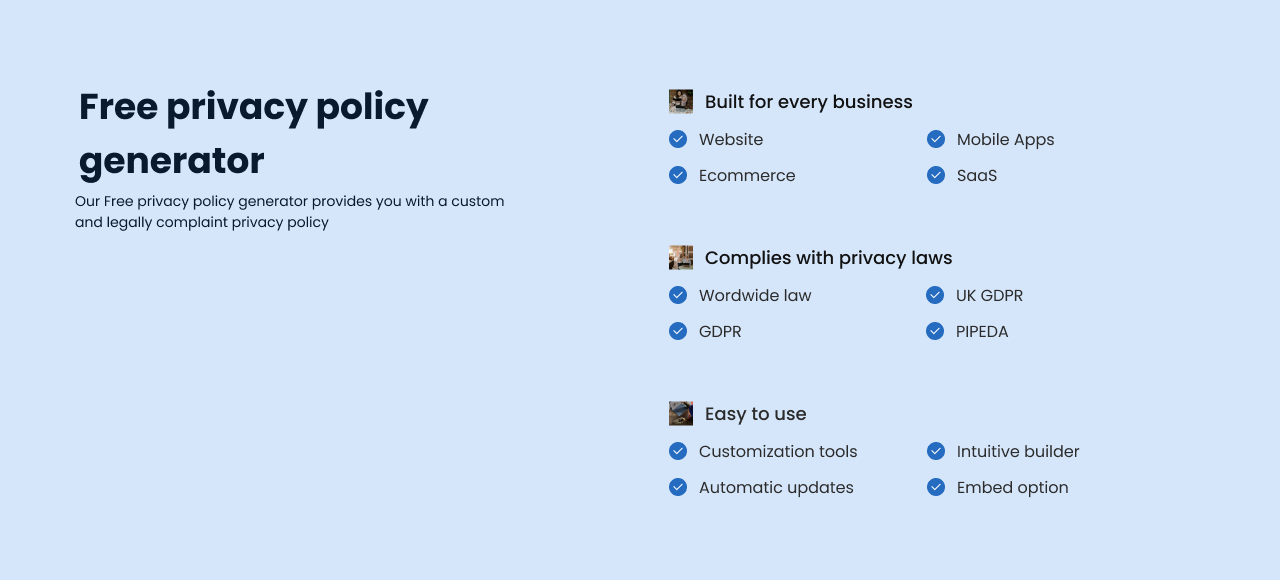 Free privacy policy
generator
Our Free privacy policy generator provides you with a custom
and legally complaint privacy policy
Built for every business
Website
Mobile Apps
Ecommerce
SaaS
Complies with privacy laws
Wordwide law
UK GDPR
GDPR
PIPEDA
Easy to use
Customization tools
Intuitive builder
Automatic updates
Embed option